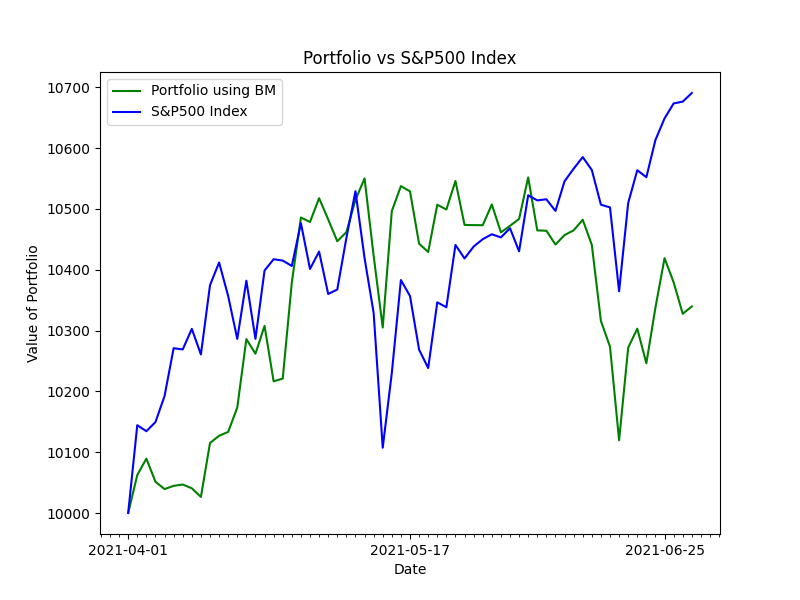 Portfolio vs S&P500 Index
Portfolio using BM
S&P500 Index
10700
10600
10500
10400
10300
10200
10100
10000
Value of Portfolio
2021-04-01
2021-05-17
2021-06-25
Date